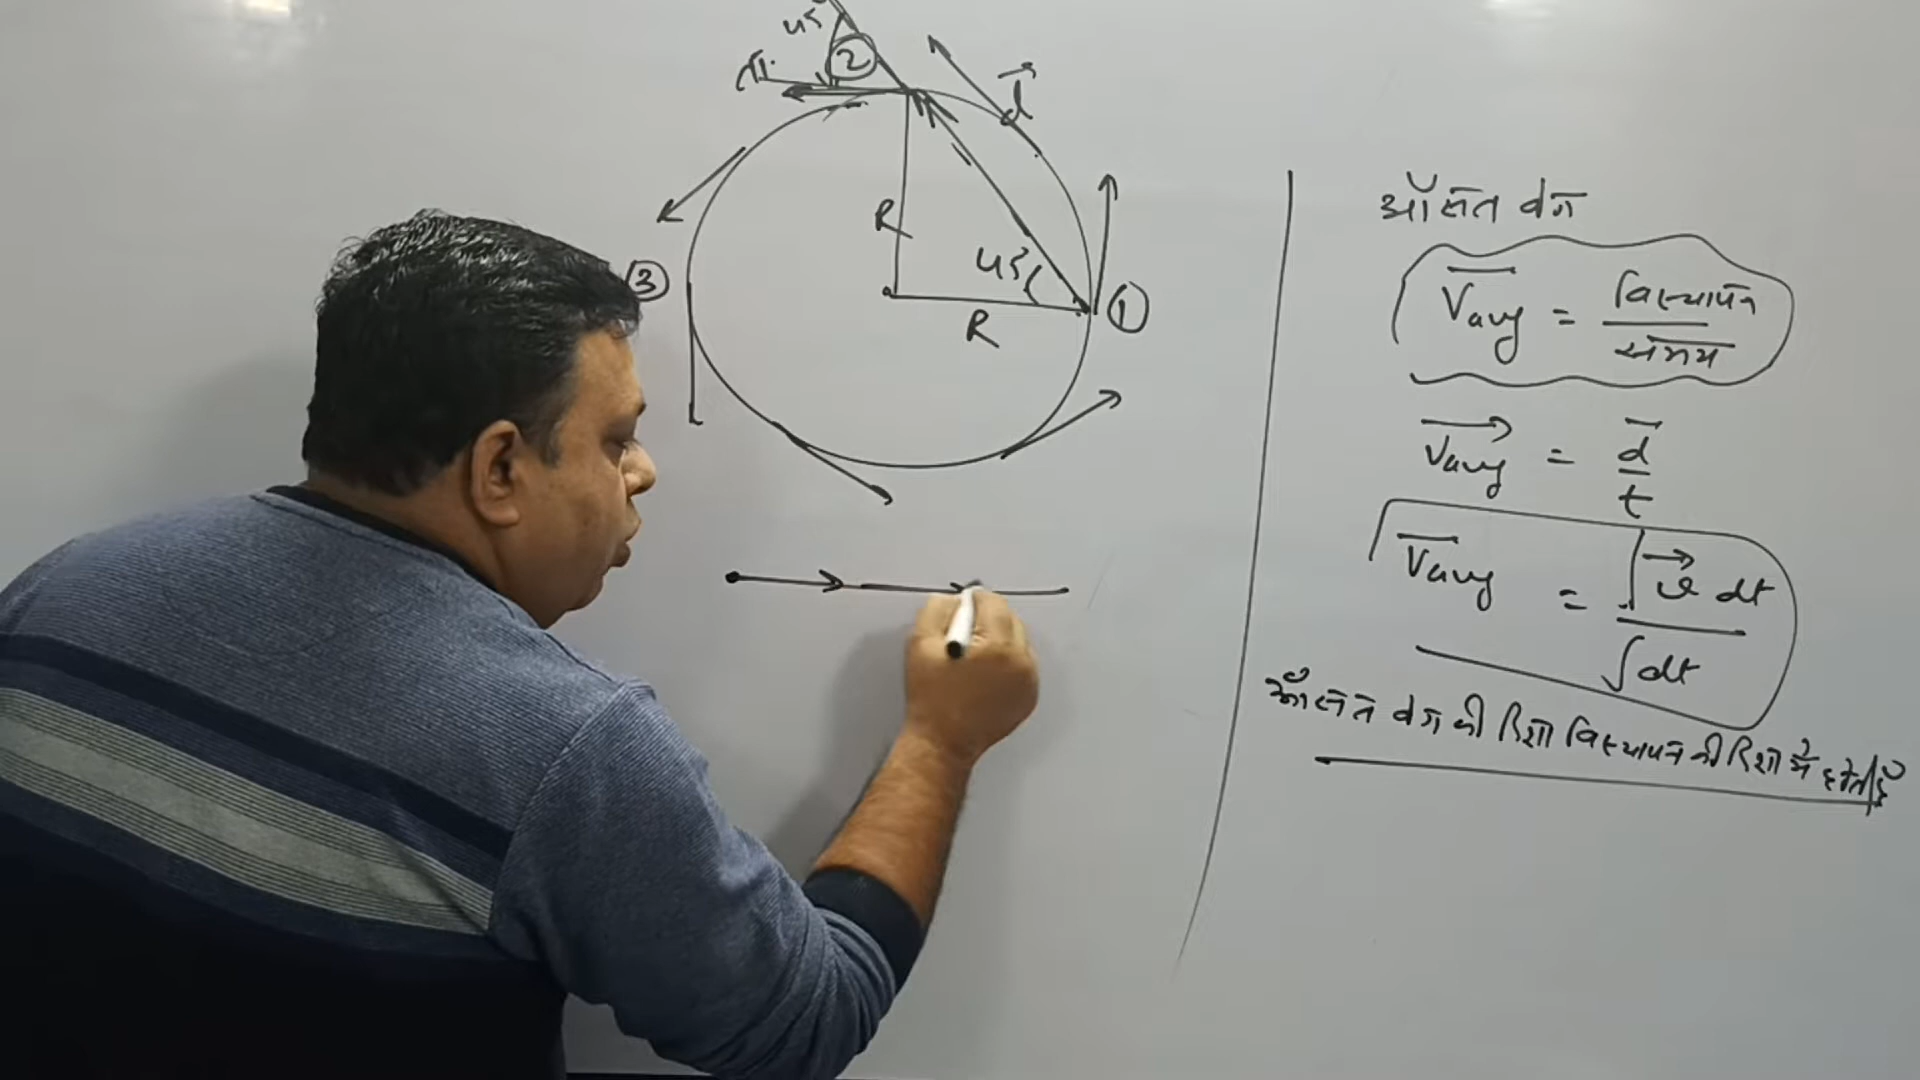 45°
②
d
R
45°
R
①
③
औसत वेग
Vavg = विस्थापन / समय
Vavg = d / t
Vavg = ∫v dt / ∫dt
औसत वेग की दिशा विस्थापन की दिशा में होती है